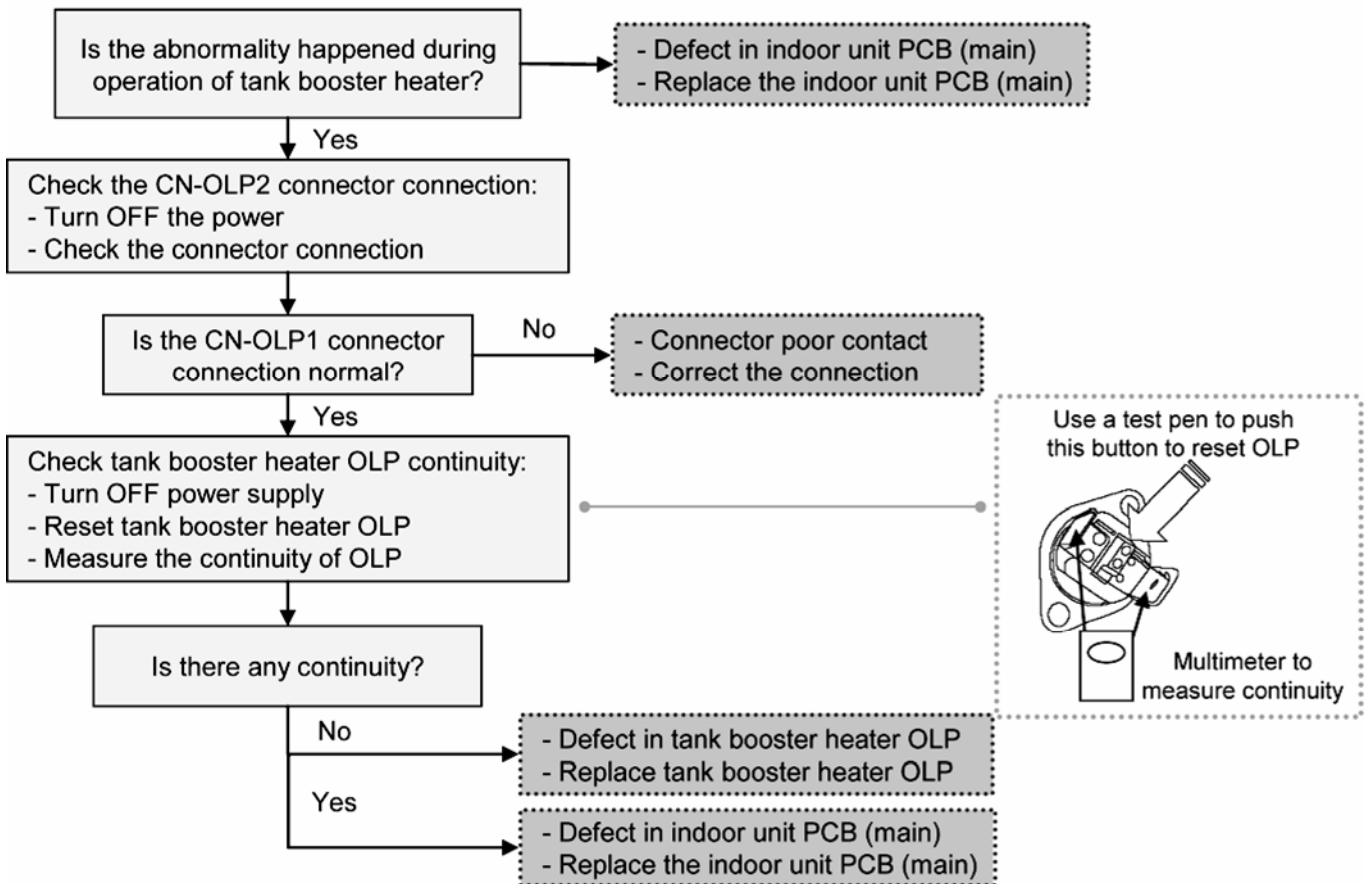 Is the abnormality happened during
operation of tank booster heater?
- Defect in indoor unit PCB (main)
- Replace the indoor unit PCB (main)
Yes
Check the CN-OLP2 connector connection:
- Turn OFF the power
- Check the connector connection
Is the CN-OLP1 connector
connection normal?
No
- Connector poor contact
- Correct the connection
Yes
Check tank booster heater OLP continuity:
- Turn OFF power supply
- Reset tank booster heater OLP
- Measure the continuity of OLP
Use a test pen to push
this button to reset OLP
Multimeter to
measure continuity
Is there any continuity?
No
- Defect in tank booster heater OLP
- Replace tank booster heater OLP
Yes
- Defect in indoor unit PCB (main)
- Replace the indoor unit PCB (main)